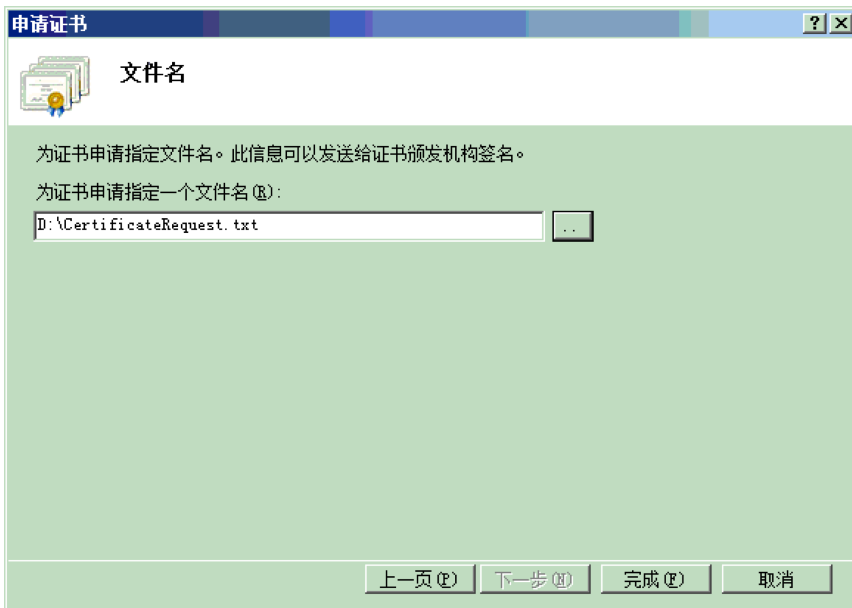 申请证书
文件名
为证书申请指定文件名。此信息可以发送给证书颁发机构签名。
为证书申请指定一个文件名(R):
D:\CertificateRequest.txt
..
上一页(P) 下一步(N) 完成(F) 取消